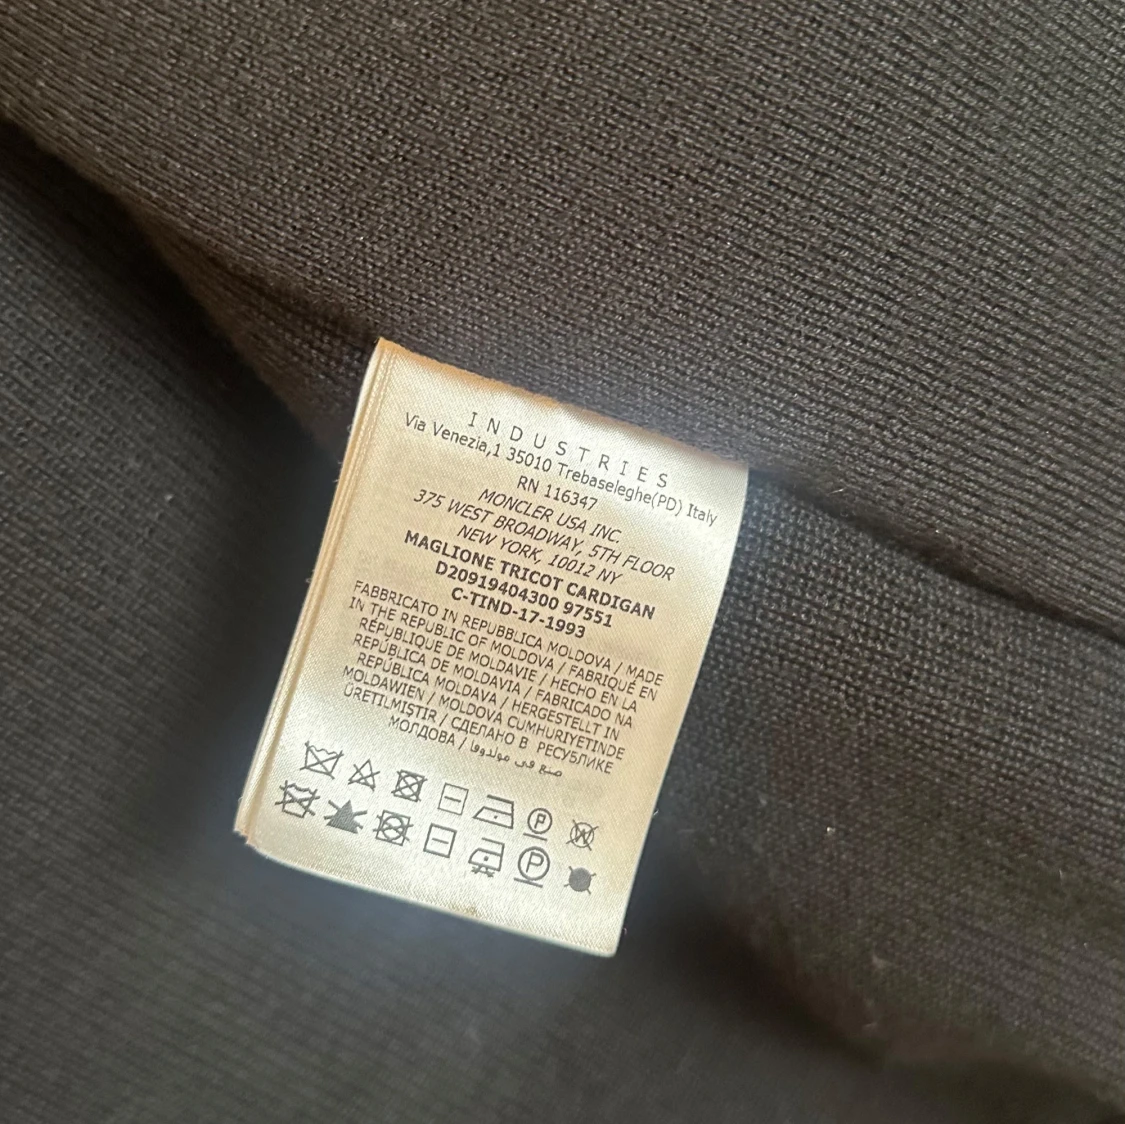 INDUSTRIES
Via Venezia,1 35010 Trebaseleghe(PD) Italy
RN 116347
MONCLER USA INC.
375 WEST BROADWAY, 5TH FLOOR
NEW YORK, 10012 NY
MAGLIONE TRICOT CARDIGAN
D20919404300 97551
C-TIND-17-1993
FABBRICATO IN REPUBBLICA MOLDOVA / MADE
IN THE REPUBLIC OF MOLDOVA / FABRIQUÉ EN
RÉPUBLIQUE DE MOLDAVIE / HECHO EN LA
REPÚBLICA DE MOLDAVIA / FABRICADO NA
REPÚBLICA MOLDAVA / HERGESTELLT IN
MOLDAWIEN / MOLDOVA CUMHURIYETINDE
ÜRETILMISTIR / СДЕЛАНО В РЕСУБЛИКЕ
МОЛДОВА / صنع في مولدوفا
P W
P